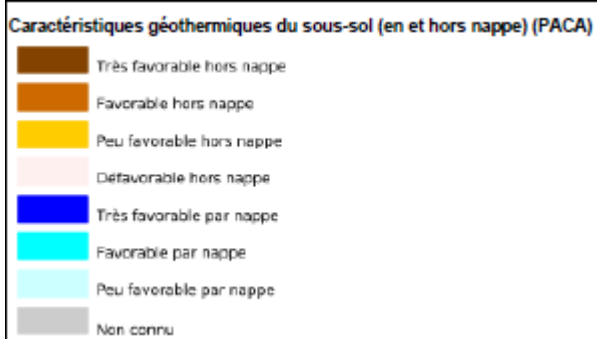 Caractéristiques géothermiques du sous-sol (en et hors nappe) (PACA)
Très favorable hors nappe
Favorable hors nappe
Peu favorable hors nappe
Défavorable hors nappe
Très favorable par nappe
Favorable par nappe
Peu favorable par nappe
Non connu